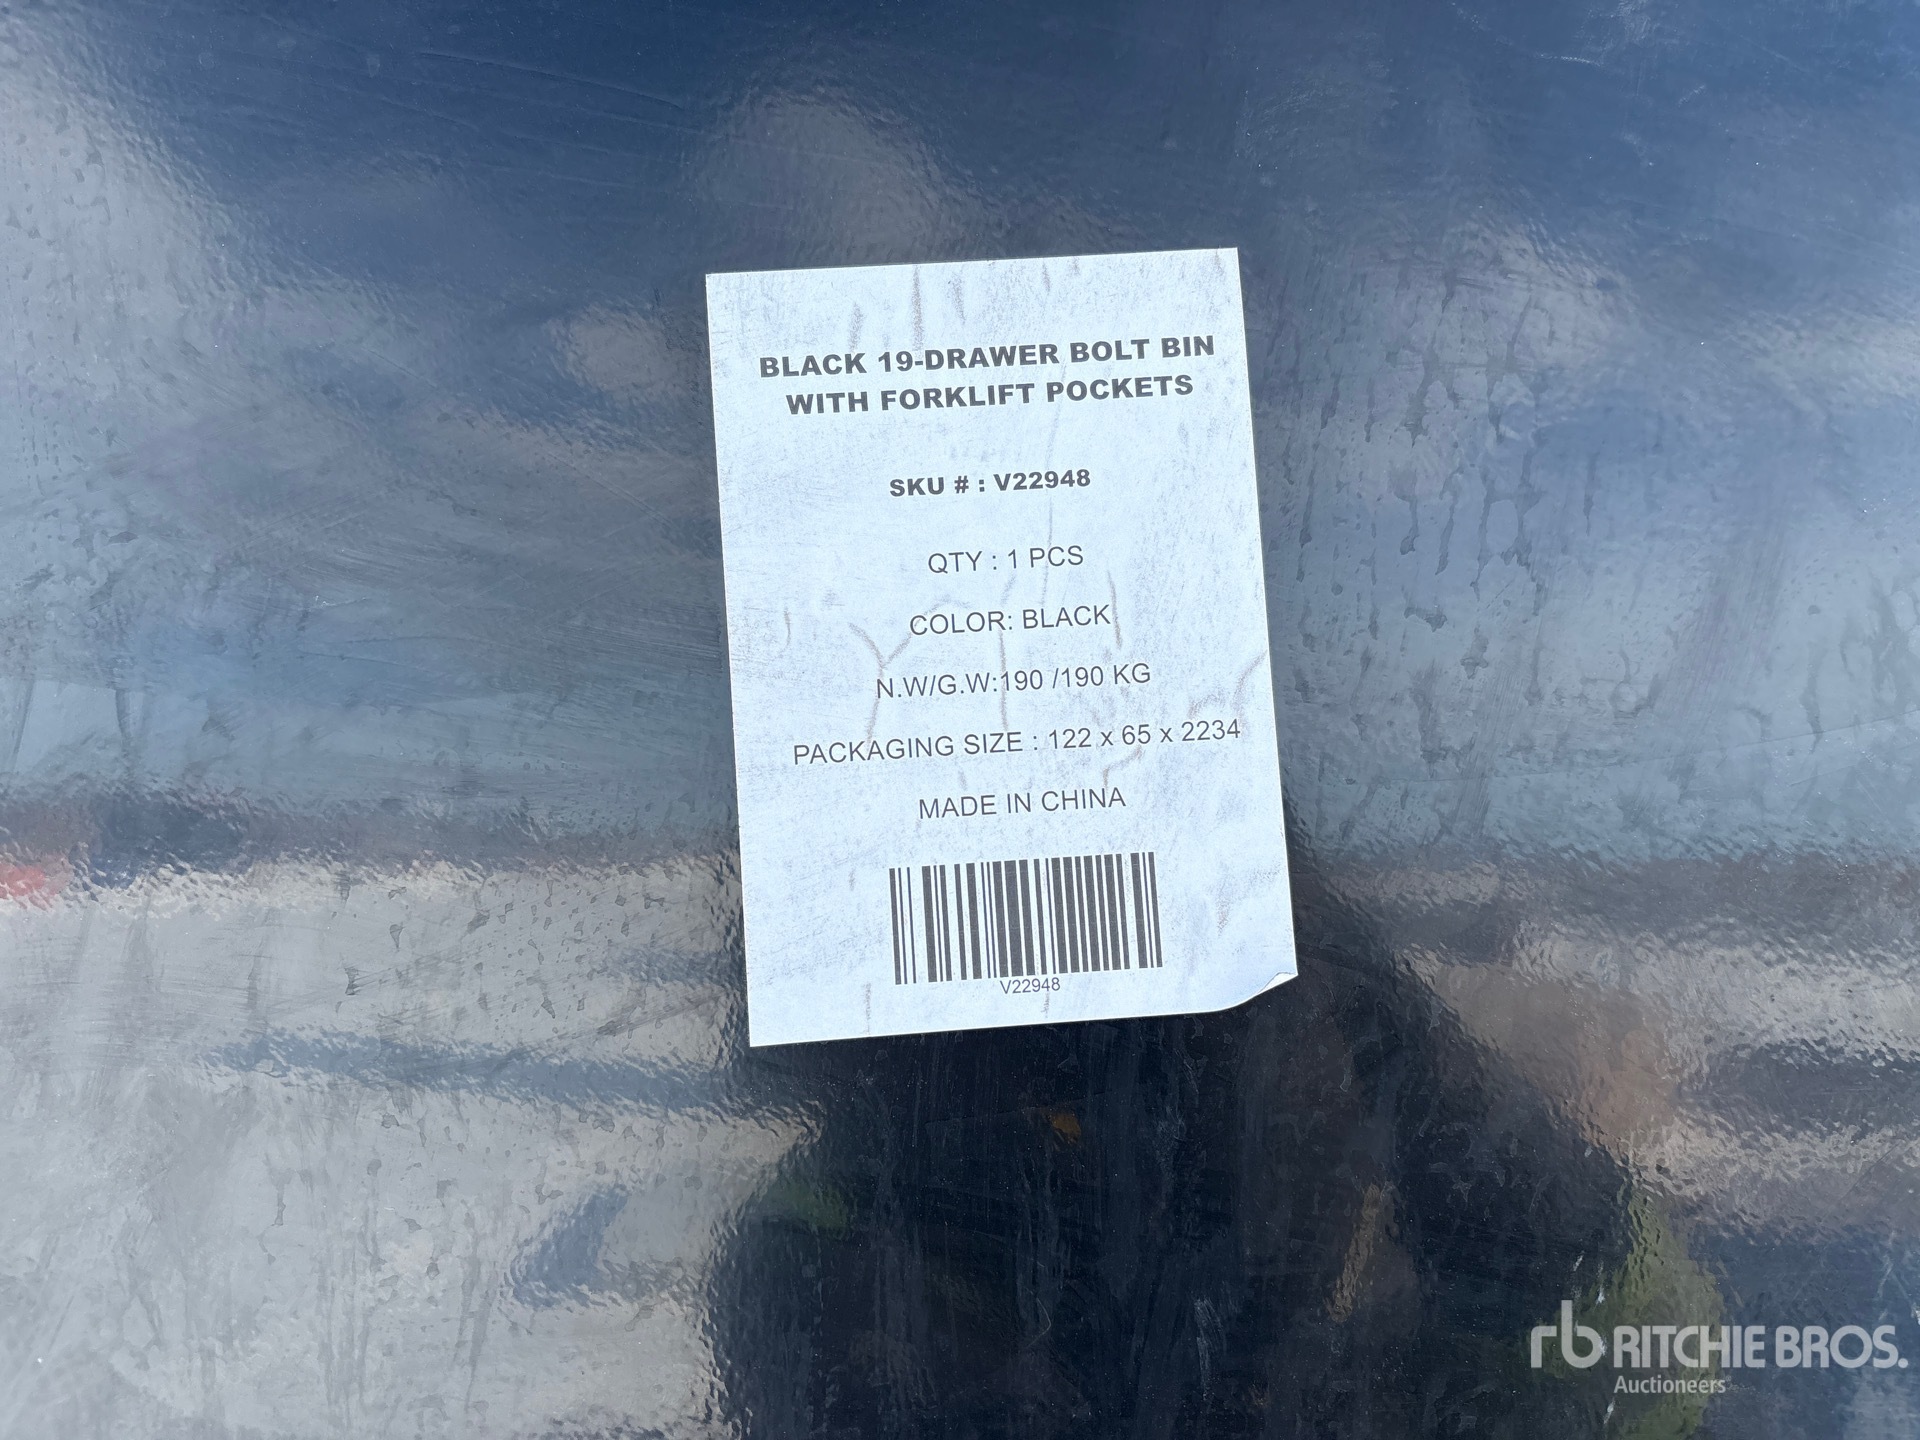 BLACK 19-DRAWER BOLT BIN
WITH FORKLIFT POCKETS
SKU # : V22948
QTY : 1 PCS
COLOR: BLACK
N.W/G.W:190 /190 KG
PACKAGING SIZE : 122 x 65 x 2234
MADE IN CHINA
V22948
rb RITCHIE BROS.
Auctioneers